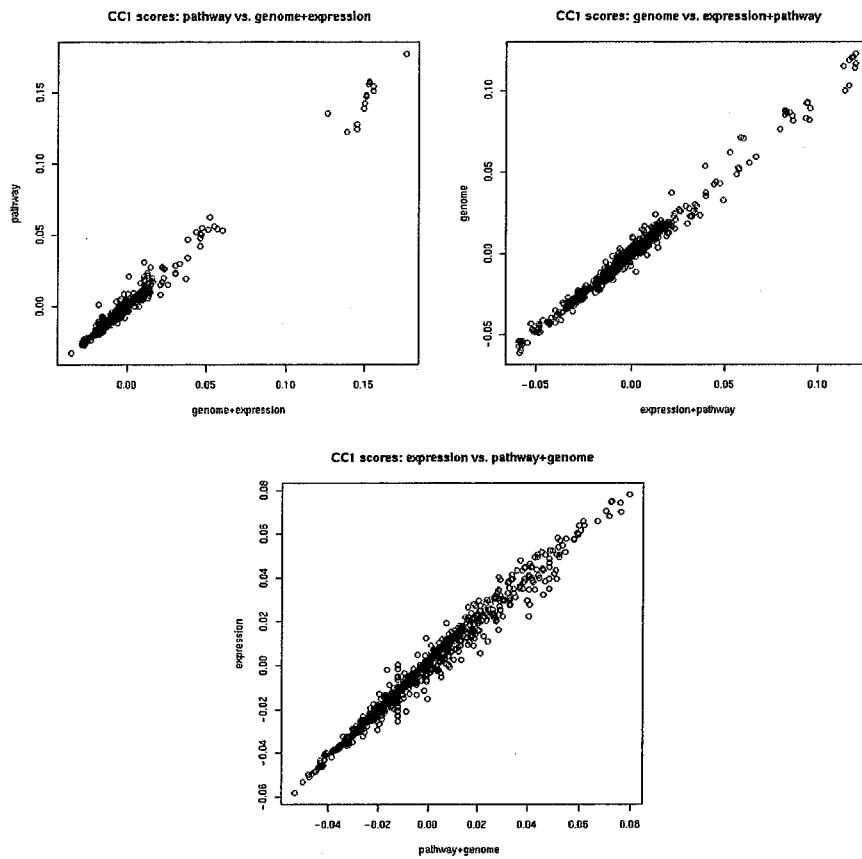 CC1 scores: pathway vs. genome+expression
pathway
0.15
0.10
0.05
0.00
0.00 0.05 0.10 0.15
genome+expression
CC1 scores: genome vs. expression+pathway
genome
0.10
0.05
0.00
-0.05
-0.05 0.00 0.05 0.10
expression+pathway
CC1 scores: expression vs. pathway+genome
expression
0.08
0.06
0.04
0.02
0.00
-0.02
-0.04
-0.06
-0.04 -0.02 0.00 0.02 0.04 0.06 0.08
pathway+genome